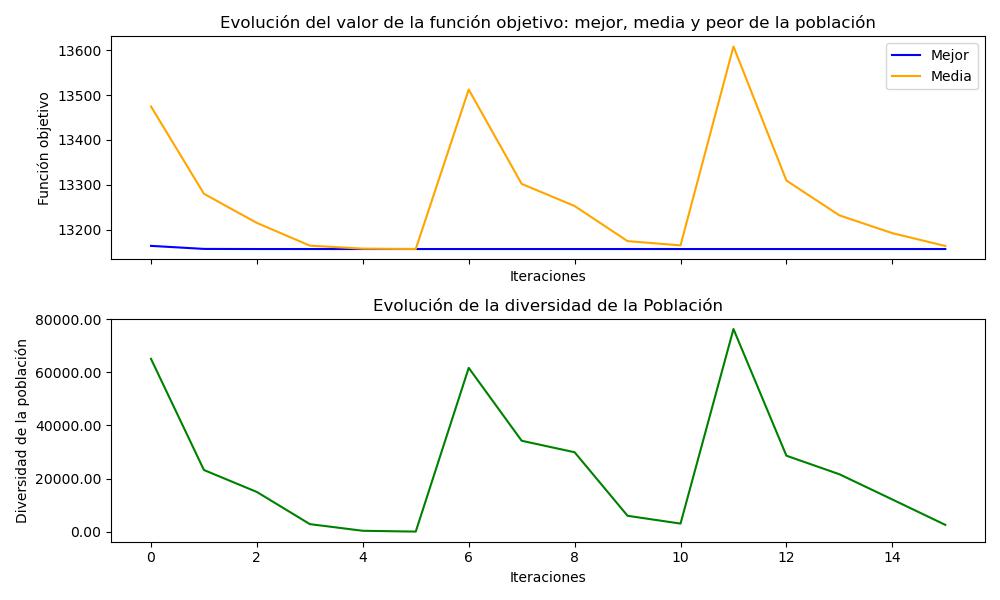 Evolución del valor de la función objetivo: mejor, media y peor de la población
Función objetivo
13600
13500
13400
13300
13200
Mejor
Media
Iteraciones
Evolución de la diversidad de la Población
Diversidad de la población
80000.00
60000.00
40000.00
20000.00
0.00
0 2 4 6 8 10 12 14
Iteraciones